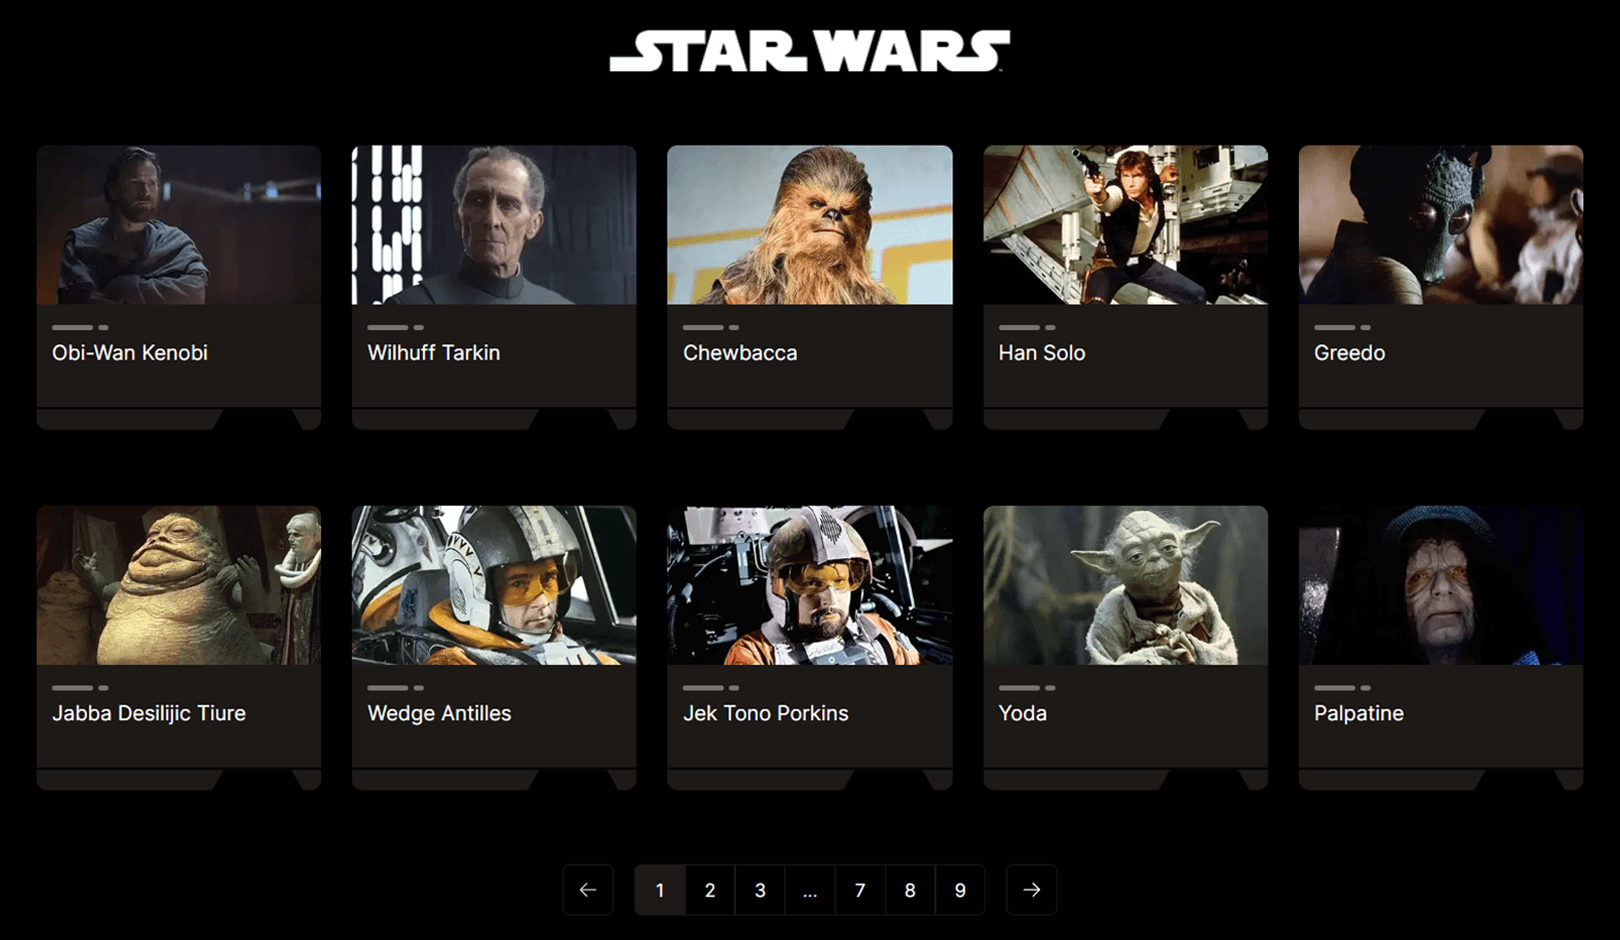 STAR WARS
Obi-Wan Kenobi
Wilhuff Tarkin
Chewbacca
Han Solo
Greedo
Jabba Desilijic Tiure
Wedge Antilles
Jek Tono Porkins
Yoda
Palpatine
← 1 2 3 ... 7 8 9 →